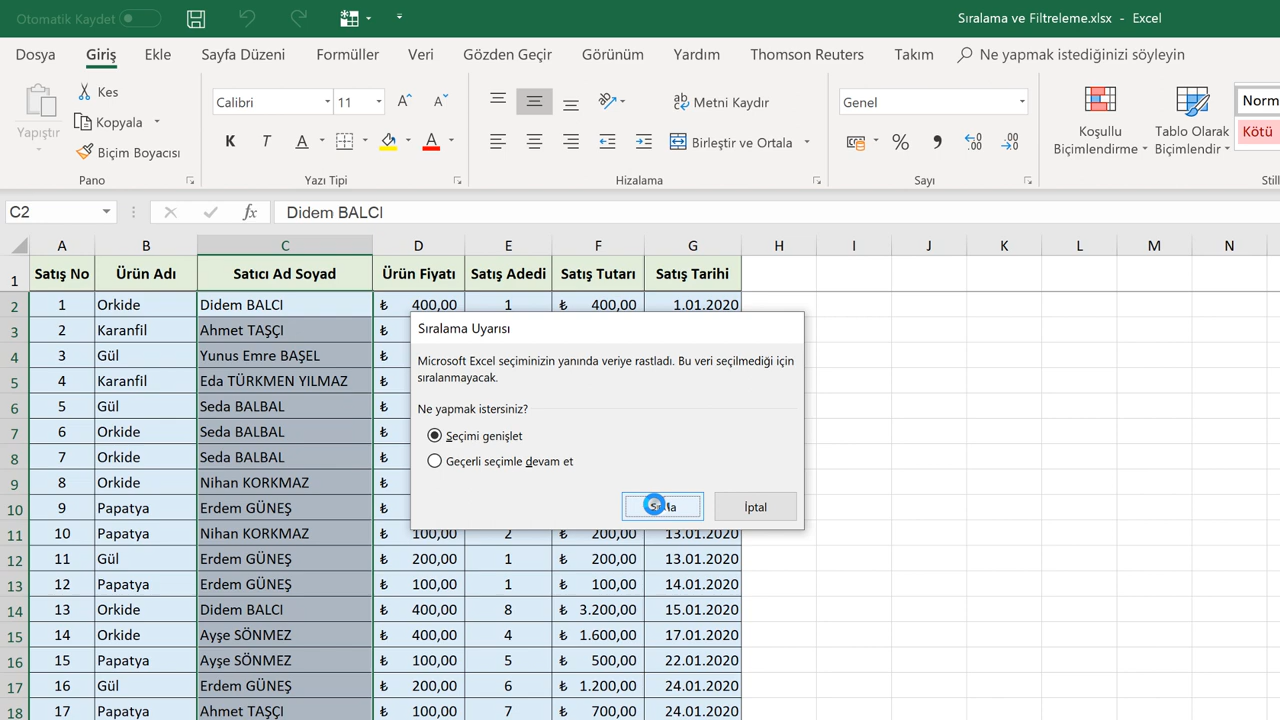 Otomatik Kaydet
Sıralama ve Filtreleme.xlsx - Excel
Dosya Giriş Ekle Sayfa Düzeni Formüller Veri Gözden Geçir Görünüm Yardım Thomson Reuters Takım Ne yapmak istediğinizi söyleyin
Yapıştır
Kes
Kopyala
Biçim Boyacısı
Pano
Calibri 11
K T A A
Yazı Tipi
Metni Kaydır
Birleştir ve Ortala
Hizalama
Genel
%
Sayı
Koşullu
Biçimlendirme
Tablo Olarak
Biçimlendir
Norm
Kötü
Still
C2 fx Didem BALCI
A B C D E F G H I J K L M N
1 Satış No Ürün Adı Satıcı Ad Soyad Ürün Fiyatı Satış Adedi Satış Tutarı Satış Tarihi
2 1 Orkide Didem BALCI ₺ 400,00 1 ₺ 400,00 1.01.2020
3 2 Karanfil Ahmet TAŞÇI ₺
4 3 Gül Yunus Emre BAŞEL ₺
5 4 Karanfil Eda TÜRKMEN YILMAZ ₺
6 5 Gül Seda BALBAL ₺
7 6 Orkide Seda BALBAL ₺
8 7 Orkide Seda BALBAL ₺
9 8 Orkide Nihan KORKMAZ ₺
10 9 Papatya Erdem GÜNEŞ ₺
11 10 Papatya Nihan KORKMAZ ₺ 100,00 2 ₺ 200,00 13.01.2020
12 11 Gül Erdem GÜNEŞ ₺ 200,00 1 ₺ 200,00 13.01.2020
13 12 Papatya Erdem GÜNEŞ ₺ 100,00 1 ₺ 100,00 14.01.2020
14 13 Orkide Didem BALCI ₺ 400,00 8 ₺ 3.200,00 15.01.2020
15 14 Orkide Ayşe SÖNMEZ ₺ 400,00 4 ₺ 1.600,00 17.01.2020
16 15 Papatya Ayşe SÖNMEZ ₺ 100,00 5 ₺ 500,00 22.01.2020
17 16 Gül Erdem GÜNEŞ ₺ 200,00 6 ₺ 1.200,00 24.01.2020
18 17 Papatya Ahmet TAŞÇI ₺ 100,00 7 ₺ 700,00 24.01.2020
Sıralama Uyarısı
Microsoft Excel seçiminizin yanında veriye rastladı. Bu veri seçilmediği için
sıralanmayacak.
Ne yapmak istersiniz?
Seçimi genişlet
Geçerli seçimle devam et
İptal